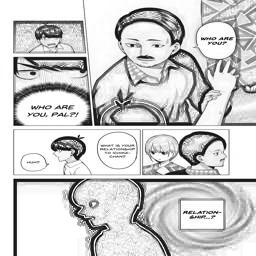 WHO ARE
YOU?
WHO ARE
YOU, PAL?!
WHAT IS YOUR
RELATIONSHIP
TO
CHAN?
HUH?
RELATION-
SHIP...?